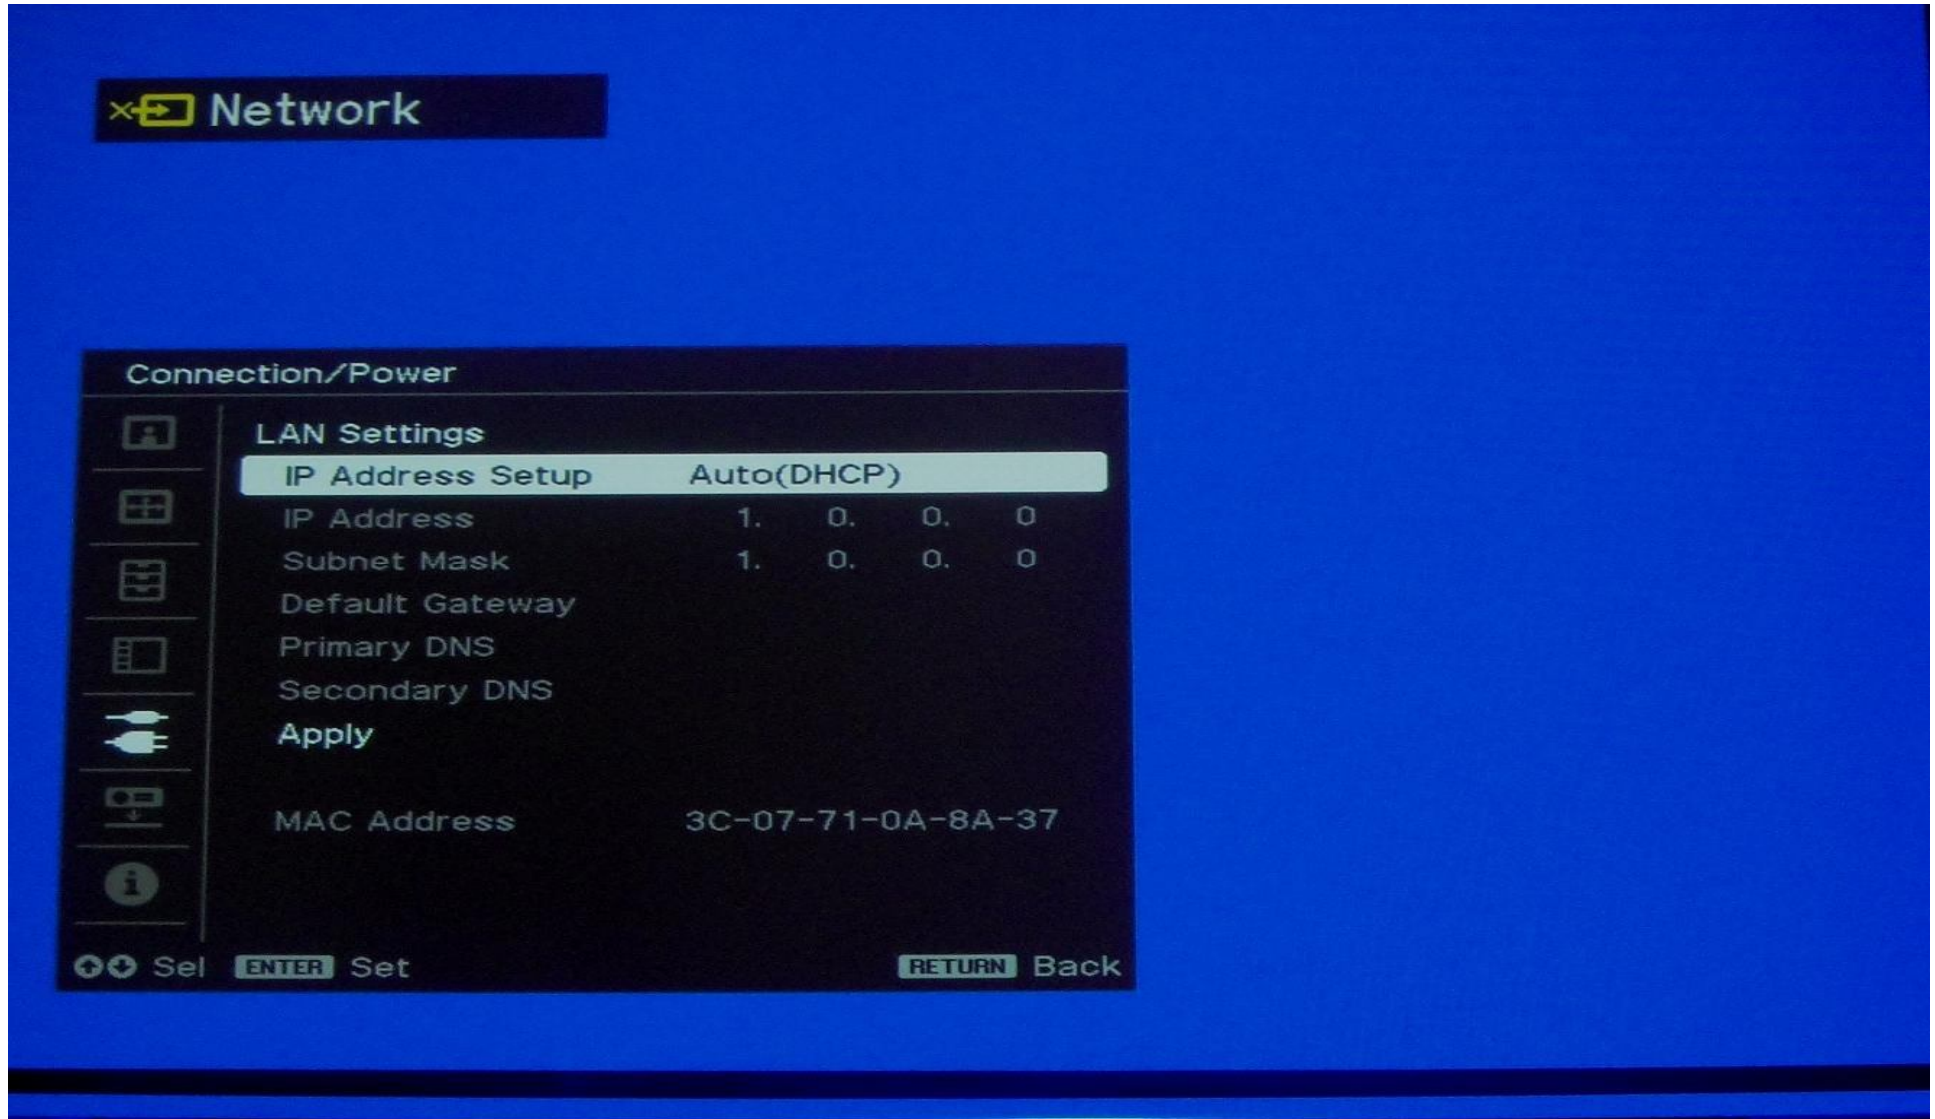 Network
Connection/Power
LAN Settings
IP Address Setup Auto(DHCP)
IP Address 1. 0. 0. 0
Subnet Mask 1. 0. 0. 0
Default Gateway
Primary DNS
Secondary DNS
Apply
MAC Address 3C-07-71-0A-8A-37
Sel ENTER Set RETURN Back